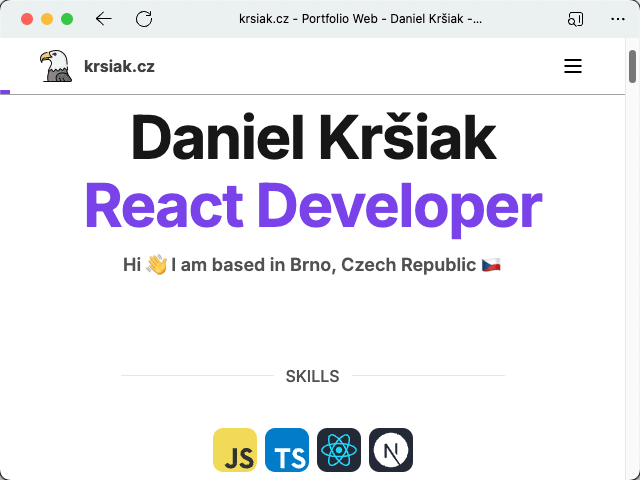 krsiak.cz - Portfolio Web - Daniel Kršiak -...
krsiak.cz
Daniel Kršiak
React Developer
Hi 👋 I am based in Brno, Czech Republic 🇨🇿
SKILLS
JS TS N